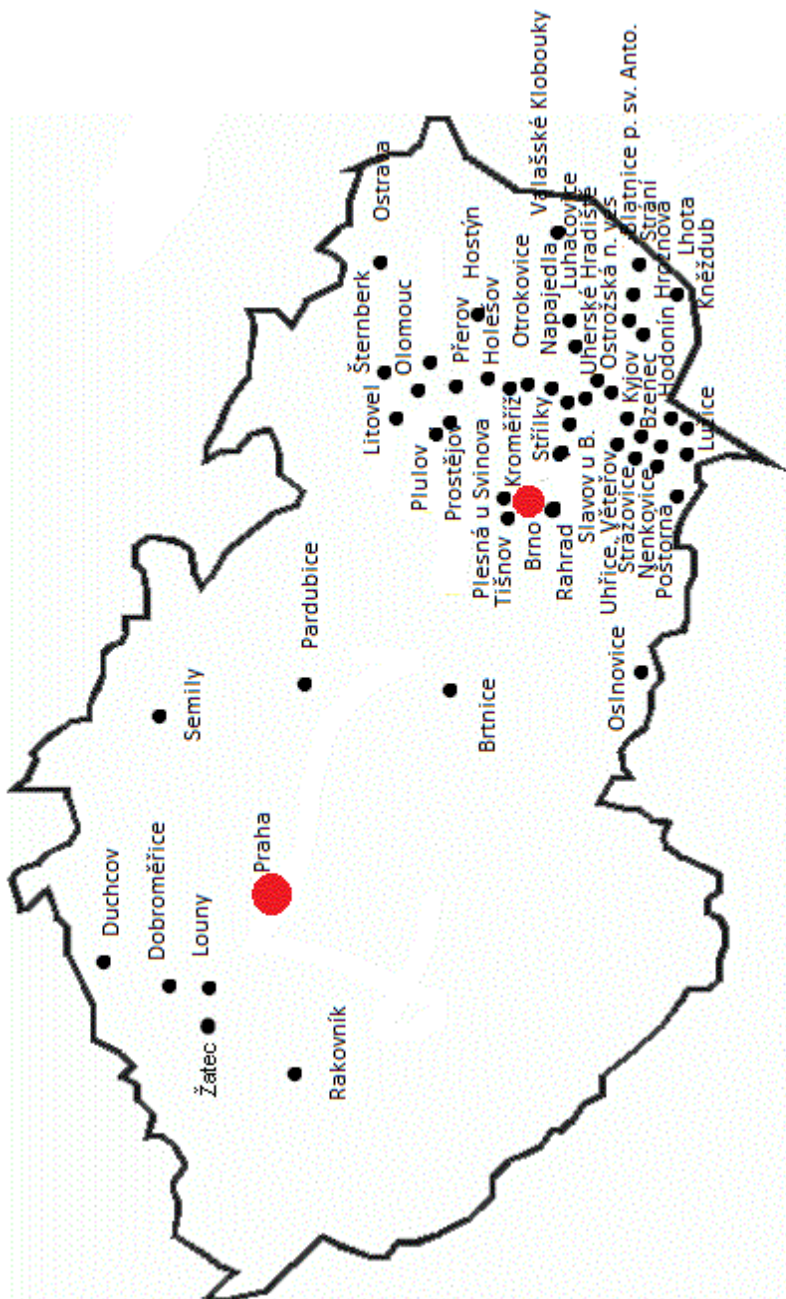 Duchcov
Dobroměřice
Louny
Žatec
Rakovník
Praha
Semily
Pardubice
Brtnice
Oslnovice
Ostrava
Šternberk
Olomouc
Litovel
Plulov
Prostějov
Přerov
Hostýn
Holešov
Otrokovice
Kroměříž
Plesná u Svinova
Tišnov
Brno
Rahrad
Střílky
Slavov u B.
Napajedla
Luhačovice
Valašské Klobouky
Uherské Hradiště
Ostrožská n. ves
Blatnice p. sv. Anto.
Strání
Hroznová
Lhota
Kněždub
Kyjov
Bzenec
Hodonín
Lužice
Uhřice, Věteřov
Strážovice
Nenkovice
Poštorná